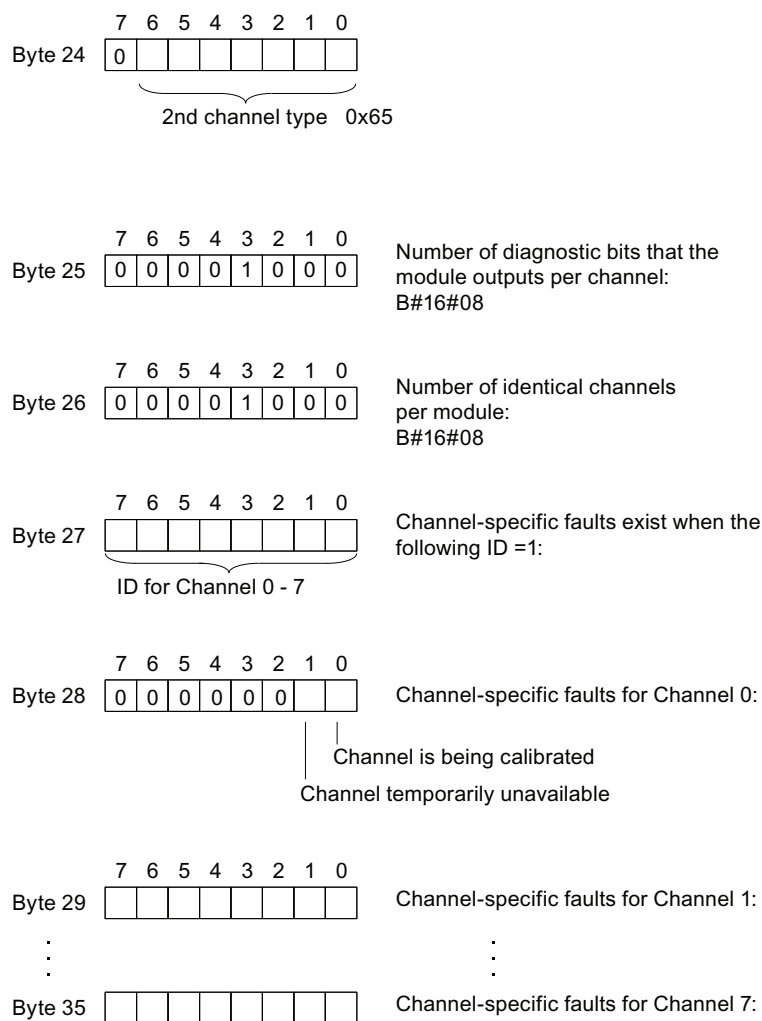 7 6 5 4 3 2 1 0
Byte 24 0
2nd channel type 0x65
7 6 5 4 3 2 1 0
Byte 25 0 0 0 0 1 0 0 0
Number of diagnostic bits that the
module outputs per channel:
B#16#08
7 6 5 4 3 2 1 0
Byte 26 0 0 0 0 1 0 0 0
Number of identical channels
per module:
B#16#08
7 6 5 4 3 2 1 0
Byte 27
Channel-specific faults exist when the
following ID =1:
ID for Channel 0 - 7
7 6 5 4 3 2 1 0
Byte 28 0 0 0 0 0 0 Channel-specific faults for Channel 0:
Channel is being calibrated
Channel temporarily unavailable
7 6 5 4 3 2 1 0
Byte 29 Channel-specific faults for Channel 1:
Byte 35 Channel-specific faults for Channel 7: